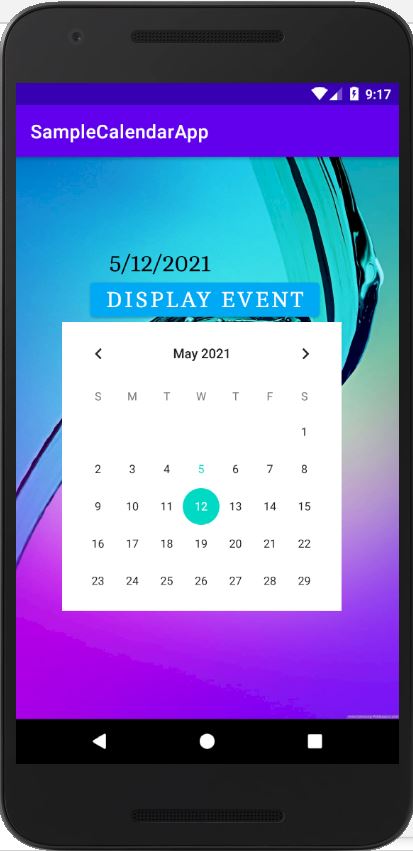 9:17
SampleCalendarApp
5/12/2021
DISPLAY EVENT
May 2021
S M T W T F S
1
2 3 4 5 6 7 8
9 10 11 12 13 14 15
16 17 18 19 20 21 22
23 24 25 26 27 28 29